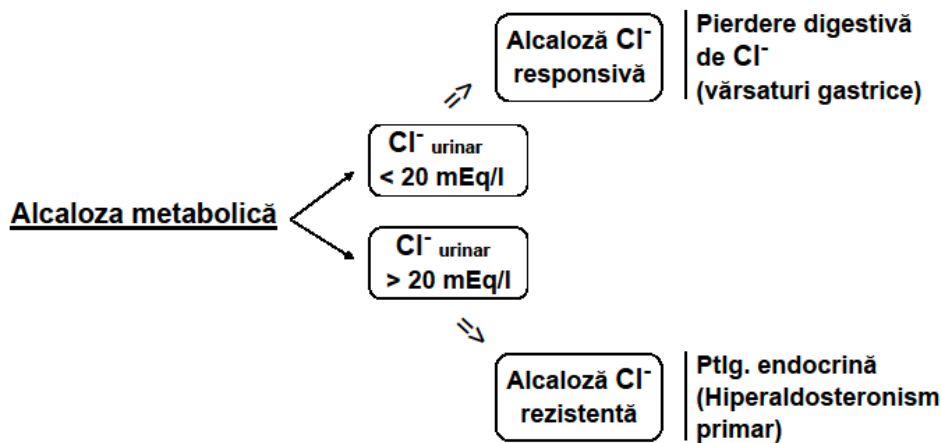 Alcaloza metabolică
Cl⁻ urinar
< 20 mEq/l
Alcaloză Cl⁻
responsivă
Pierdere digestivă
de Cl⁻
(vărsaturi gastrice)
Cl⁻ urinar
> 20 mEq/l
Alcaloză Cl⁻
rezistentă
Ptlg. endocrină
(Hiperaldosteronism
primar)